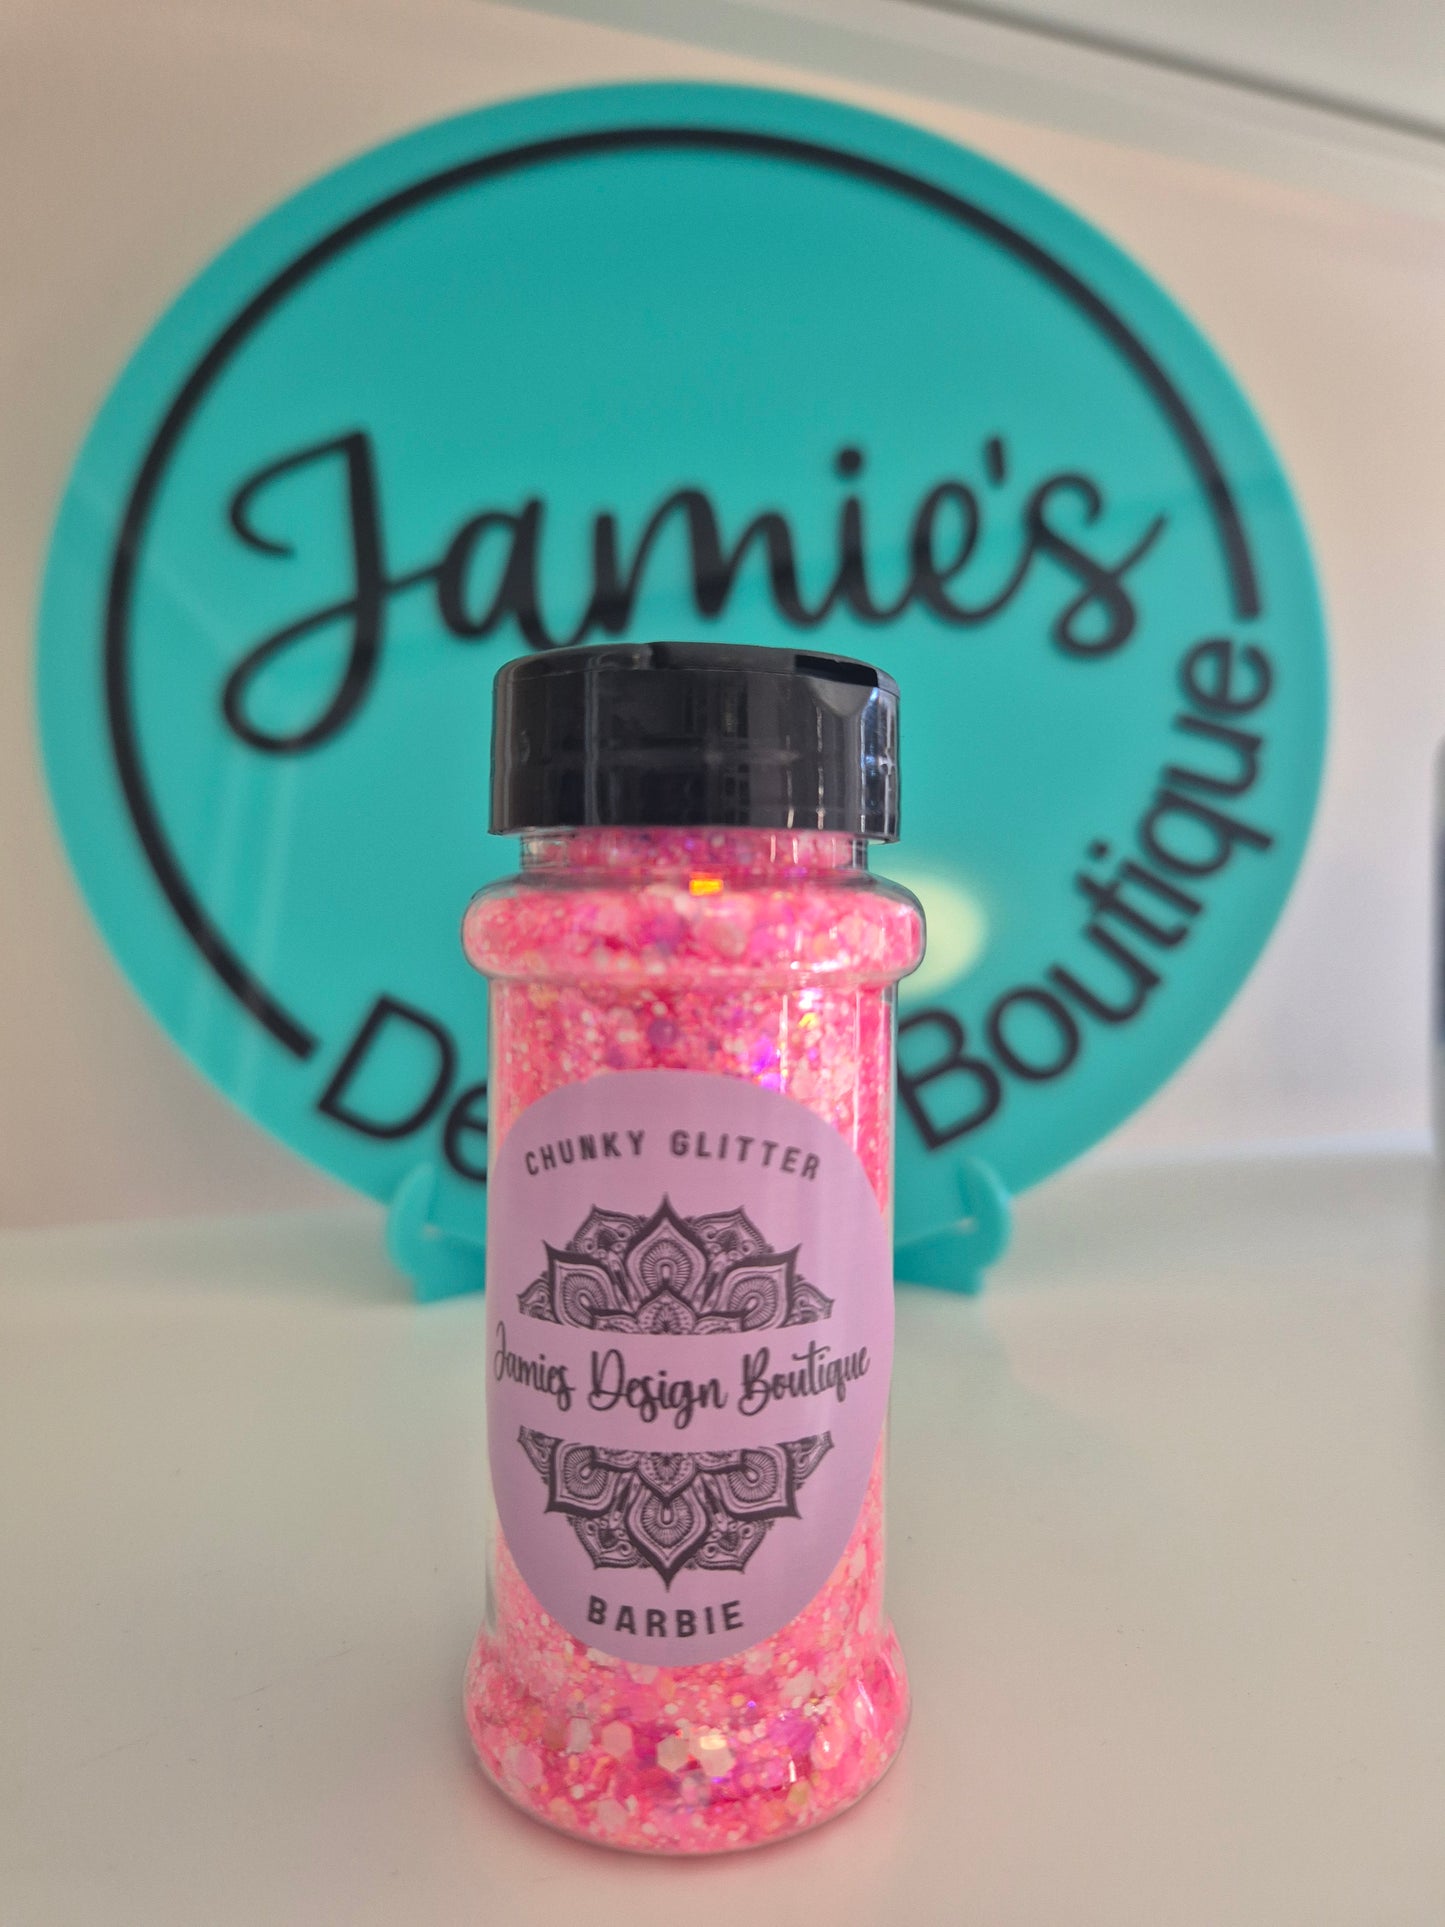 Jamie's
De
Boutique
CHUNKY GLITTER
Jamies Design Boutique
BARBIE